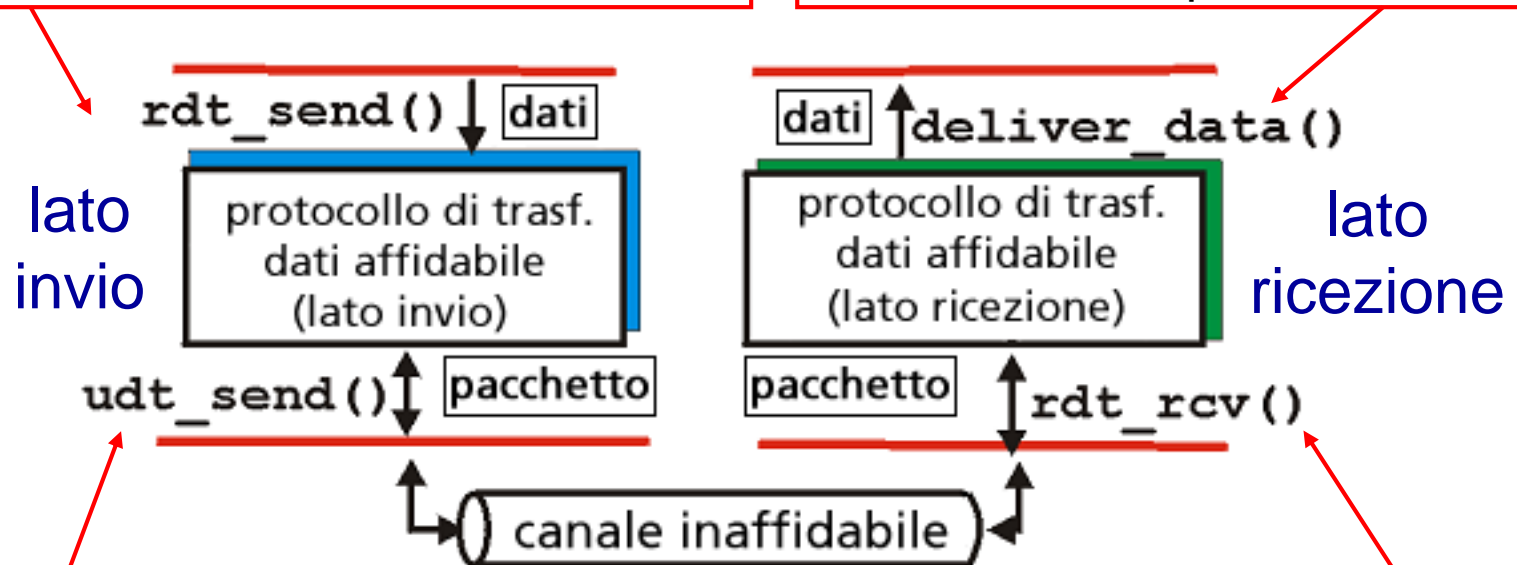 rdt_send()
dati
dati
deliver_data()
lato
invio
protocollo di trasf.
dati affidabile
(lato invio)
protocollo di trasf.
dati affidabile
(lato ricezione)
lato
ricezione
udt_send()
pacchetto
pacchetto
rdt_rcv()
canale inaffidabile